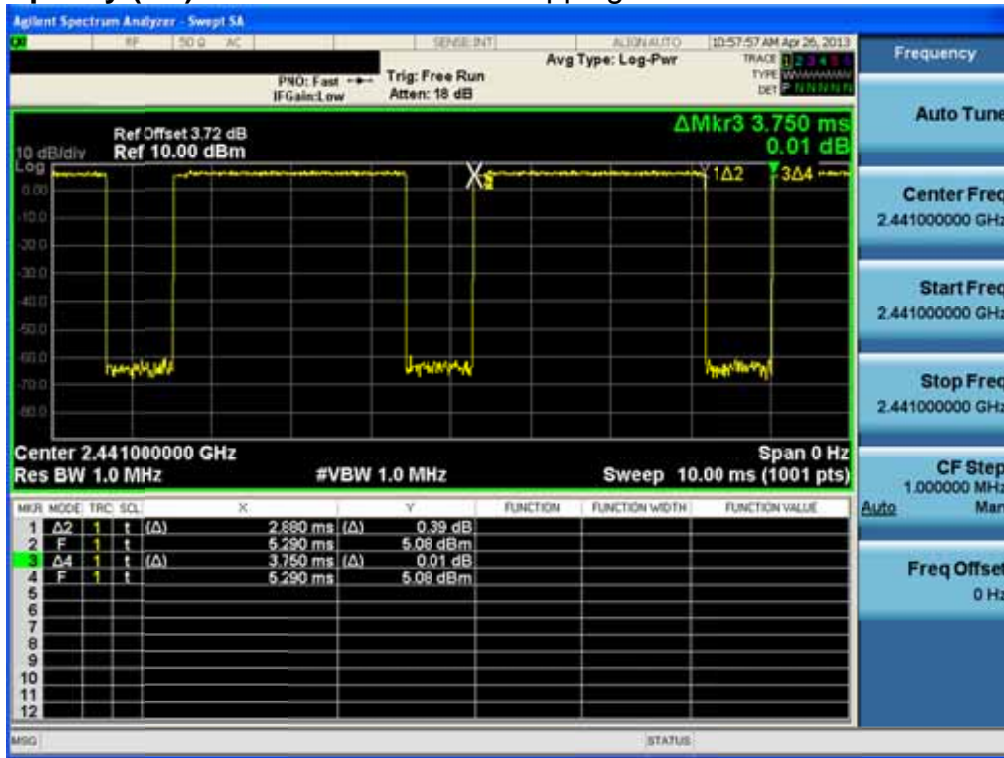 Agilent Spectrum Analyzer - Swept SA
RF 50 Ω AC SENSE:INT ALIGN AUTO 10:57:57 AM Apr 26, 2013
Avg Type: Log-Pwr
TRACE 1 2 3 4 5 6
TYPE
DET P N N N N N
PNO: Fast Trig: Free Run
IFGain:Low Atten: 18 dB
Frequency
Auto Tune
Center Freq
2.441000000 GHz
Start Freq
2.441000000 GHz
Stop Freq
2.441000000 GHz
CF Step
1.000000 MHz
Auto Man
Freq Offset
0 Hz
ΔMkr3 3.750 ms
0.01 dB
Ref Offset 3.72 dB
10 dB/div Ref 10.00 dBm
Log
0.00
-10.0
-20.0
-30.0
-40.0
-50.0
-60.0
-70.0
-80.0
X 1Δ2 3Δ4
Center 2.441000000 GHz Span 0 Hz
Res BW 1.0 MHz #VBW 1.0 MHz Sweep 10.00 ms (1001 pts)
MKR MODE TRC SCL X Y FUNCTION FUNCTION WIDTH FUNCTION VALUE
1 Δ2 1 t (Δ) 2.880 ms (Δ) 0.39 dB
2 F 1 t 5.290 ms 5.08 dBm
3 Δ4 1 t (Δ) 3.750 ms (Δ) 0.01 dB
4 F 1 t 5.290 ms 5.08 dBm
5
6
7
8
9
10
11
12
MSG STATUS